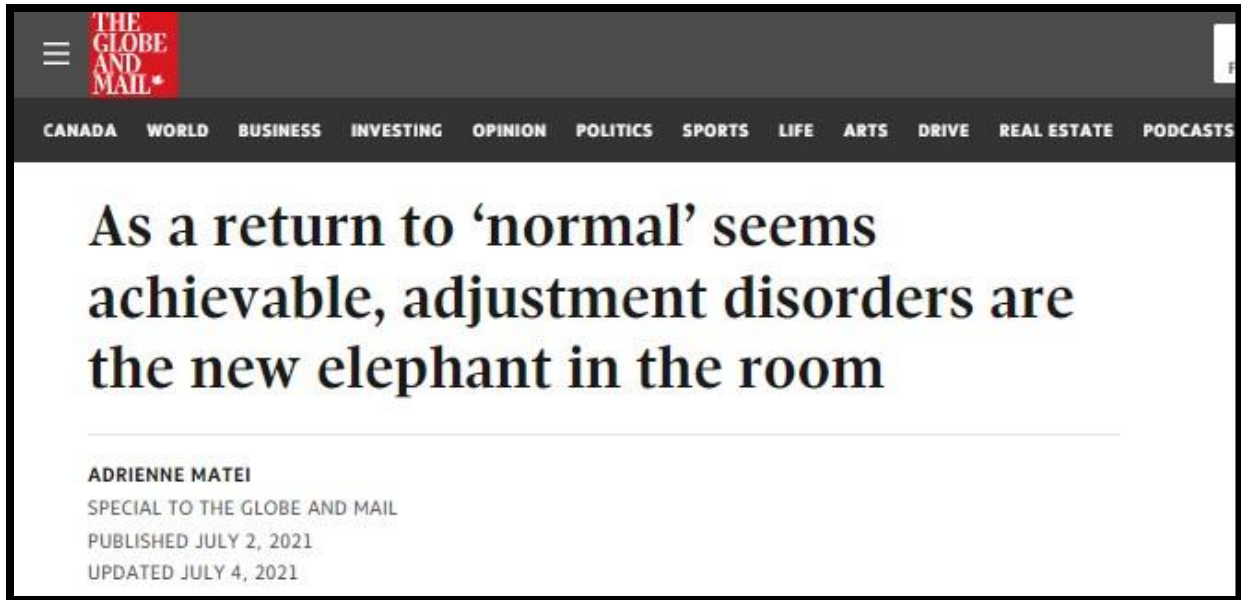 THE
GLOBE
AND
MAIL
CANADA WORLD BUSINESS INVESTING OPINION POLITICS SPORTS LIFE ARTS DRIVE REAL ESTATE PODCASTS
As a return to ‘normal’ seems
achievable, adjustment disorders are
the new elephant in the room
ADRIENNE MATEI
SPECIAL TO THE GLOBE AND MAIL
PUBLISHED JULY 2, 2021
UPDATED JULY 4, 2021